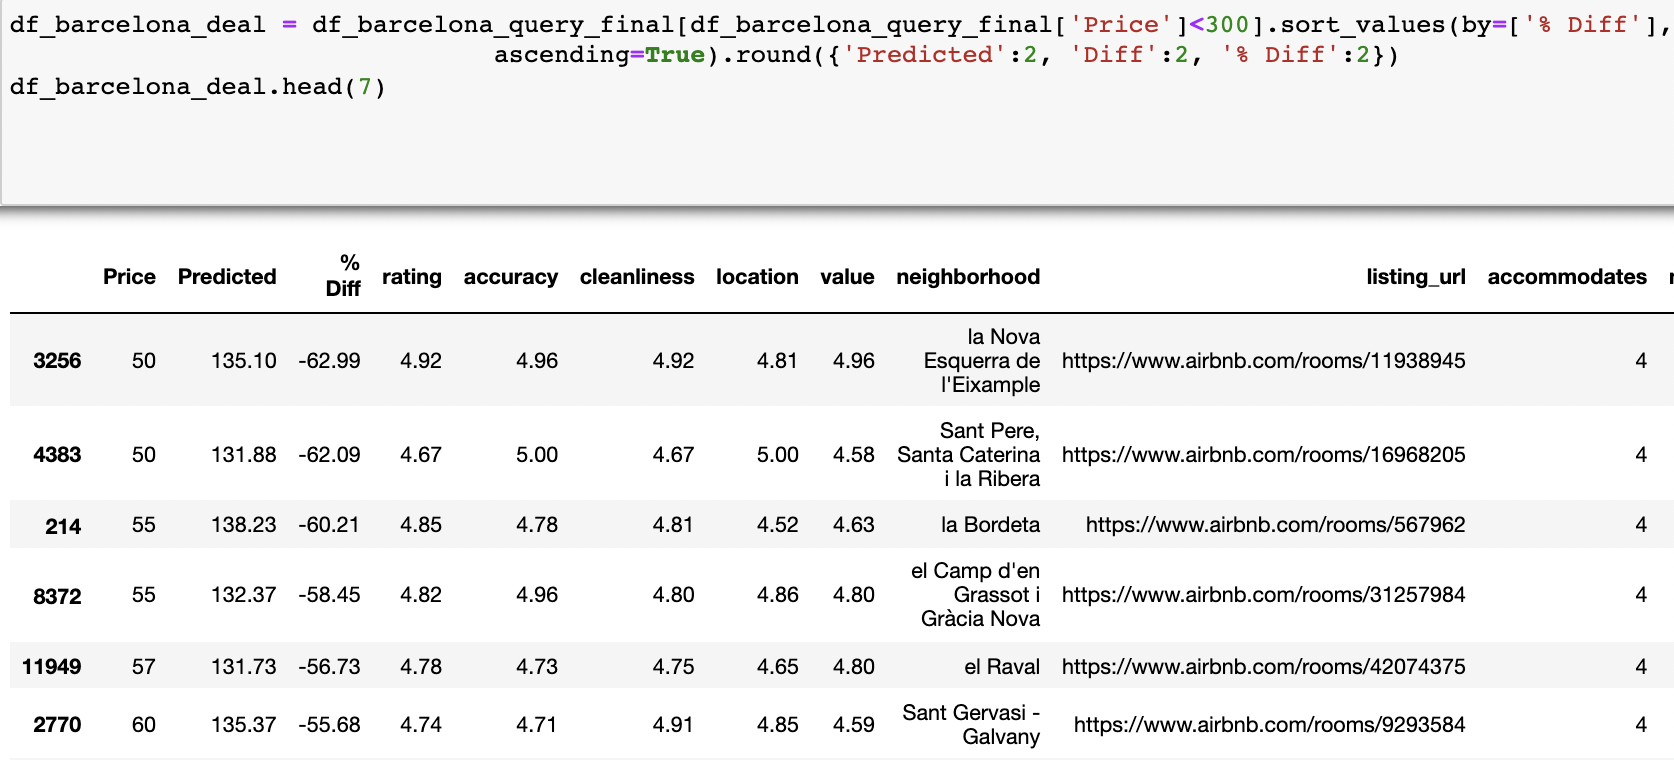 df_barcelona_deal = df_barcelona_query_final[df_barcelona_query_final['Price']<300].sort_values(by=['% Diff'],
ascending=True).round({'Predicted':2, 'Diff':2, '% Diff':2})
df_barcelona_deal.head(7)
Price Predicted % Diff rating accuracy cleanliness location value neighborhood listing_url accommodates
3256 50 135.10 -62.99 4.92 4.96 4.92 4.81 4.96 la Nova Esquerra de l'Eixample https://www.airbnb.com/rooms/11938945 4
4383 50 131.88 -62.09 4.67 5.00 4.67 5.00 4.58 Sant Pere, Santa Caterina i la Ribera https://www.airbnb.com/rooms/16968205 4
214 55 138.23 -60.21 4.85 4.78 4.81 4.52 4.63 la Bordeta https://www.airbnb.com/rooms/567962 4
8372 55 132.37 -58.45 4.82 4.96 4.80 4.86 4.80 el Camp d'en Grassot i Gràcia Nova https://www.airbnb.com/rooms/31257984 4
11949 57 131.73 -56.73 4.78 4.73 4.75 4.65 4.80 el Raval https://www.airbnb.com/rooms/42074375 4
2770 60 135.37 -55.68 4.74 4.71 4.91 4.85 4.59 Sant Gervasi - Galvany https://www.airbnb.com/rooms/9293584 4